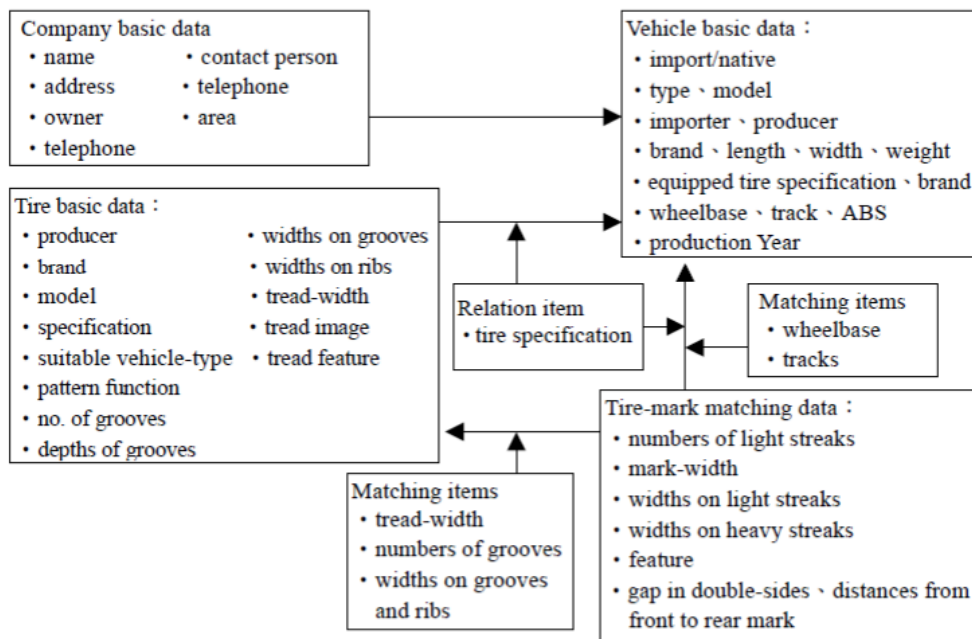 Company basic data
・name
・address
・owner
・telephone
・contact person
・telephone
・area
Vehicle basic data：
・import/native
・type、model
・importer、producer
・brand、length、width、weight
・equipped tire specification、brand
・wheelbase、track、ABS
・production Year
Tire basic data：
・producer
・brand
・model
・specification
・suitable vehicle-type
・pattern function
・no. of grooves
・depths of grooves
・widths on grooves
・widths on ribs
・tread-width
・tread image
・tread feature
Relation item
・tire specification
Matching items
・wheelbase
・tracks
Matching items
・tread-width
・numbers of grooves
・widths on grooves
and ribs
Tire-mark matching data：
・numbers of light streaks
・mark-width
・widths on light streaks
・widths on heavy streaks
・feature
・gap in double-sides、distances from
front to rear mark